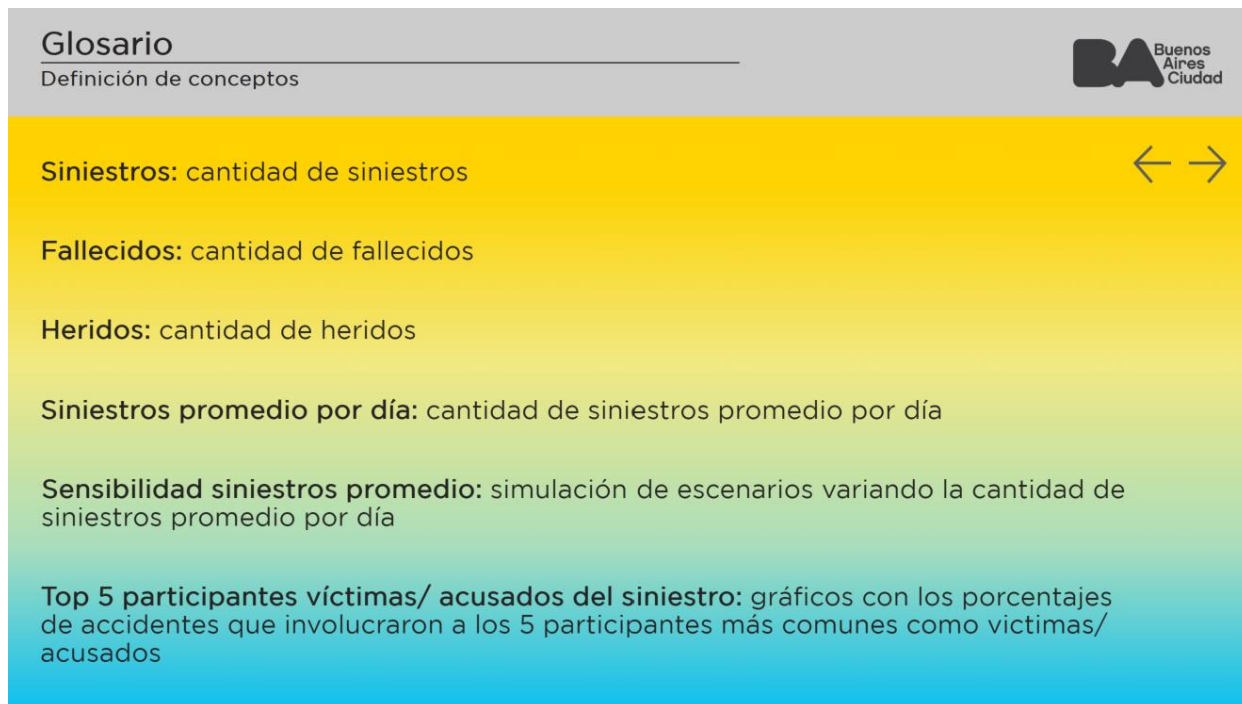 Glosario
Definición de conceptos
BA
Buenos
Aires
Ciudad
Siniestros: cantidad de siniestros
Fallecidos: cantidad de fallecidos
Heridos: cantidad de heridos
Siniestros promedio por día: cantidad de siniestros promedio por día
Sensibilidad siniestros promedio: simulación de escenarios variando la cantidad de
siniestros promedio por día
Top 5 participantes víctimas/ acusados del siniestro: gráficos con los porcentajes
de accidentes que involucraron a los 5 participantes más comunes como victimas/
acusados